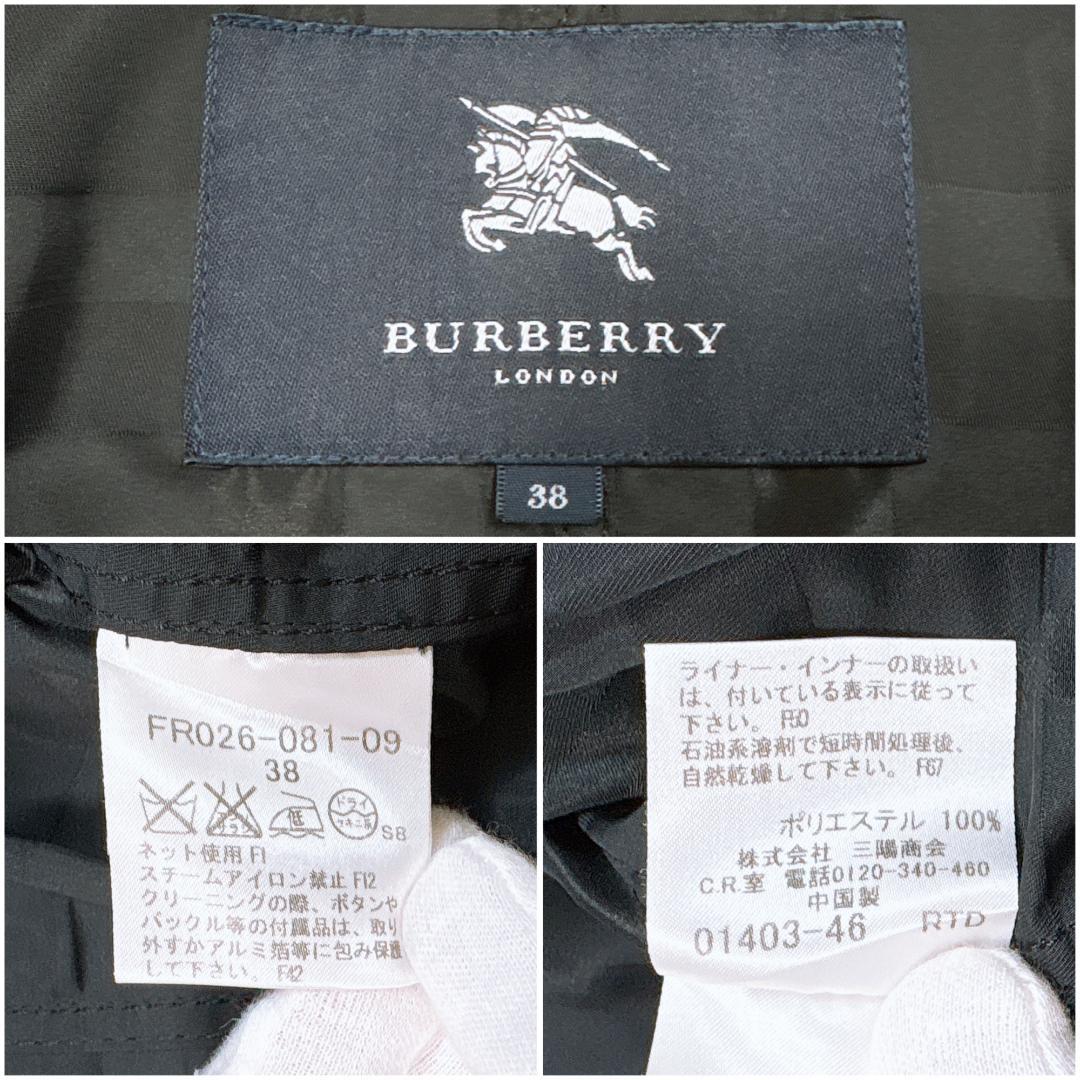 BURBERRY
LONDON
38
FR026-081-09
38
エンソ
サラシ
低
ドライ
セキユ系
S8
ネット使用 F1
スチームアイロン禁止 F12
クリーニングの際、ボタンや
バックル等の付属品は、取り
外すかアルミ箔等に包み保護
して下さい。 F42
ライナー・インナーの取扱い
は、付いている表示に従って
下さい。 F50
石油系溶剤で短時間処理後、
自然乾燥して下さい。 F67
ポリエステル 100%
株式会社 三陽商会
C.R.室 電話0120-340-460
中国製
01403-46 RTD